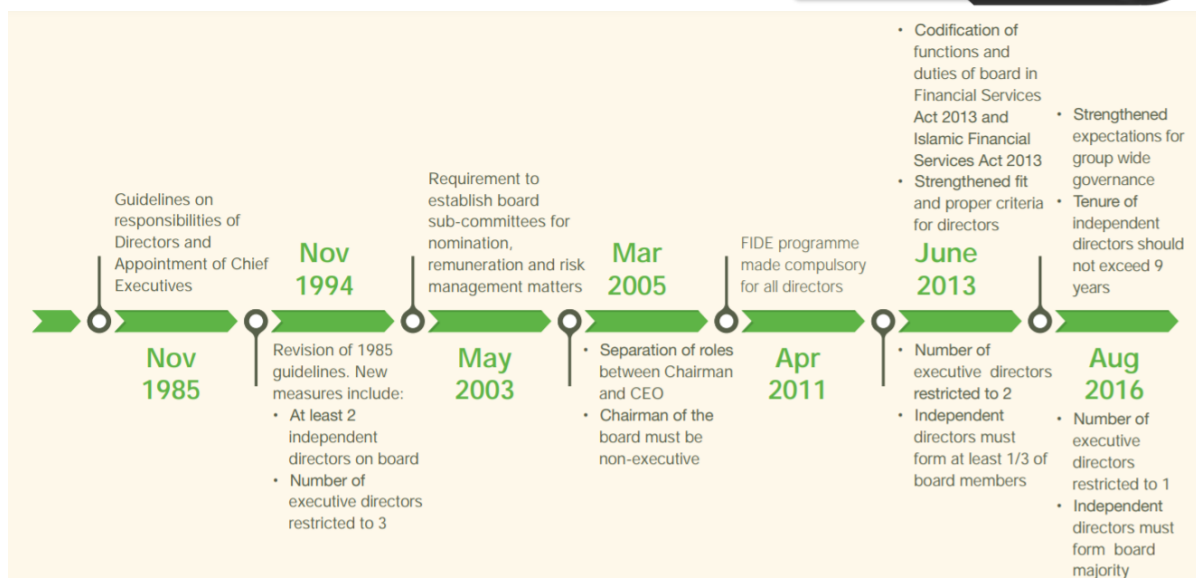 Guidelines on
responsibilities of
Directors and
Appointment of Chief
Executives
Nov
1985
Nov
1994
Revision of 1985
guidelines. New
measures include:
• At least 2
independent
directors on board
• Number of
executive directors
restricted to 3
Requirement to
establish board
sub-committees for
nomination,
remuneration and risk
management matters
May
2003
Mar
2005
• Separation of roles
between Chairman
and CEO
• Chairman of the
board must be
non-executive
FIDE programme
made compulsory
for all directors
Apr
2011
• Codification of
functions and
duties of board in
Financial Services
Act 2013 and
Islamic Financial
Services Act 2013
• Strengthened fit
and proper criteria
for directors
June
2013
• Number of
executive directors
restricted to 2
• Independent
directors must
form at least 1/3 of
board members
• Strengthened
expectations for
group wide
governance
• Tenure of
independent
directors should
not exceed 9
years
Aug
2016
• Number of
executive
directors
restricted to 1
• Independent
directors must
form board
majority